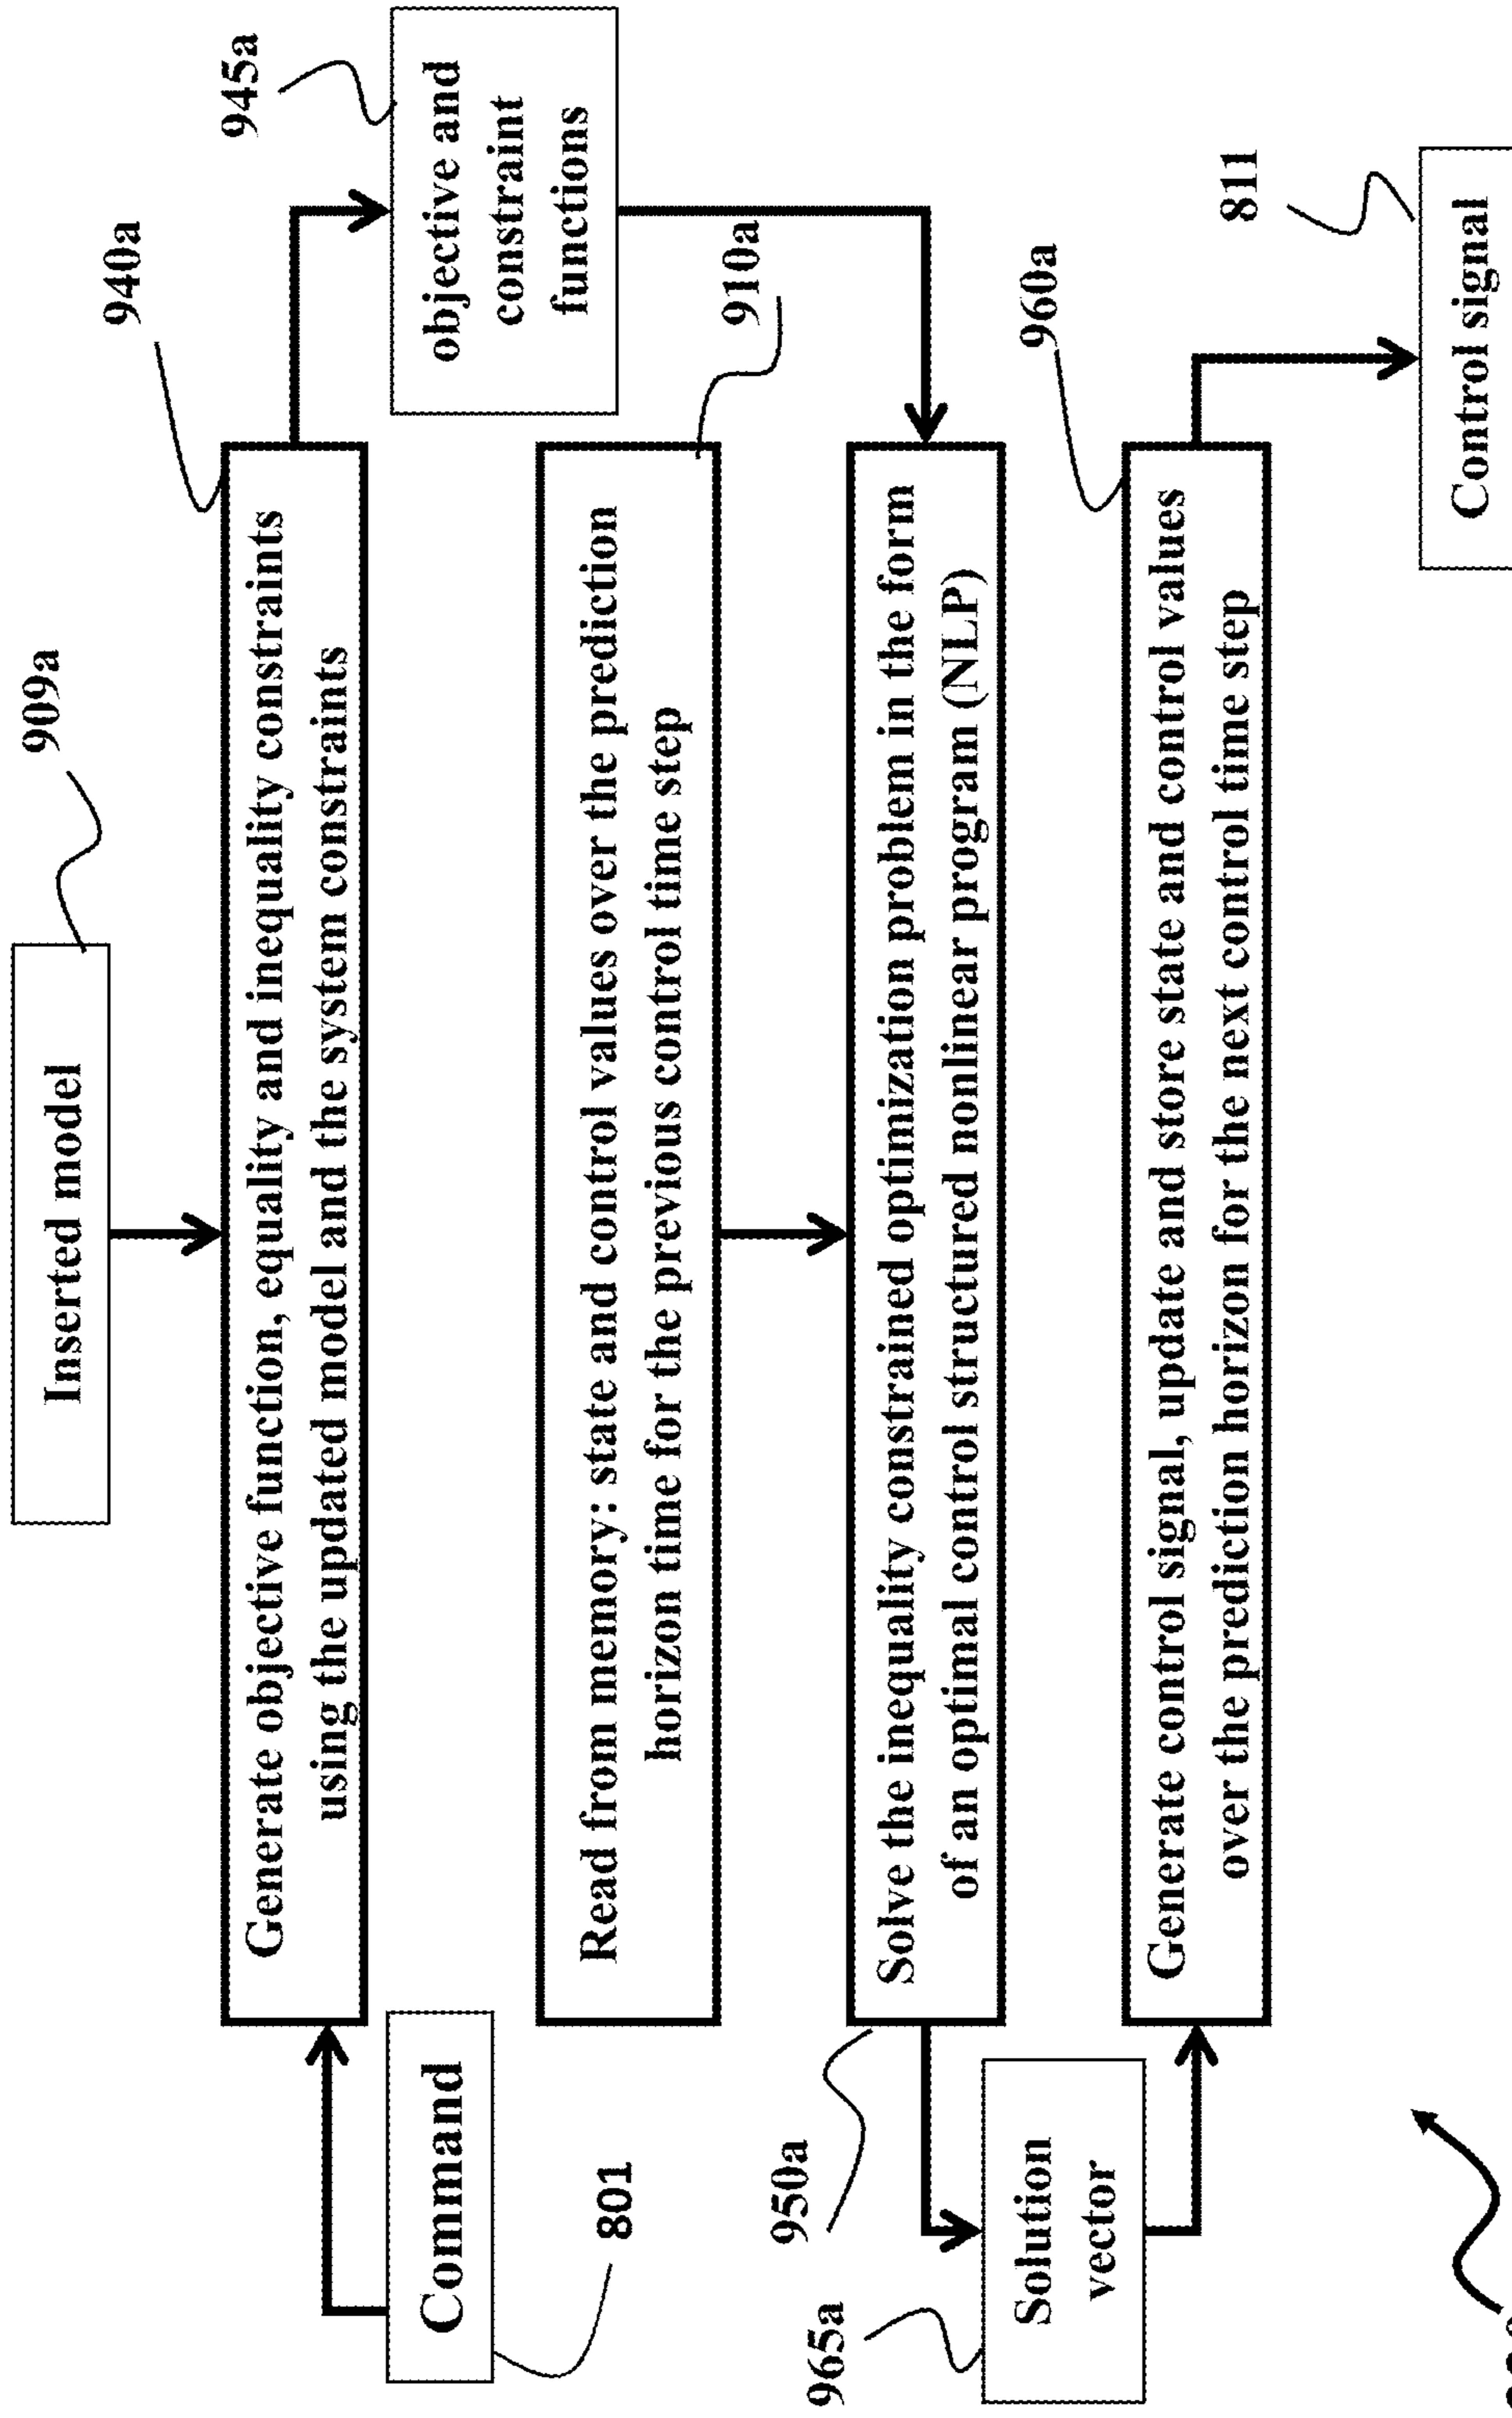 909a
Inserted model
940a
Generate objective function, equality and inequality constraints
using the updated model and the system constraints
945a
objective and
constraint
functions
Command
801
Read from memory: state and control values over the prediction
horizon time for the previous control time step
910a
950a
Solve the inequality constrained optimization problem in the form
of an optimal control structured nonlinear program (NLP)
965a
Solution
vector
960a
Generate control signal, update and store state and control values
over the prediction horizon for the next control time step
811
Control signal